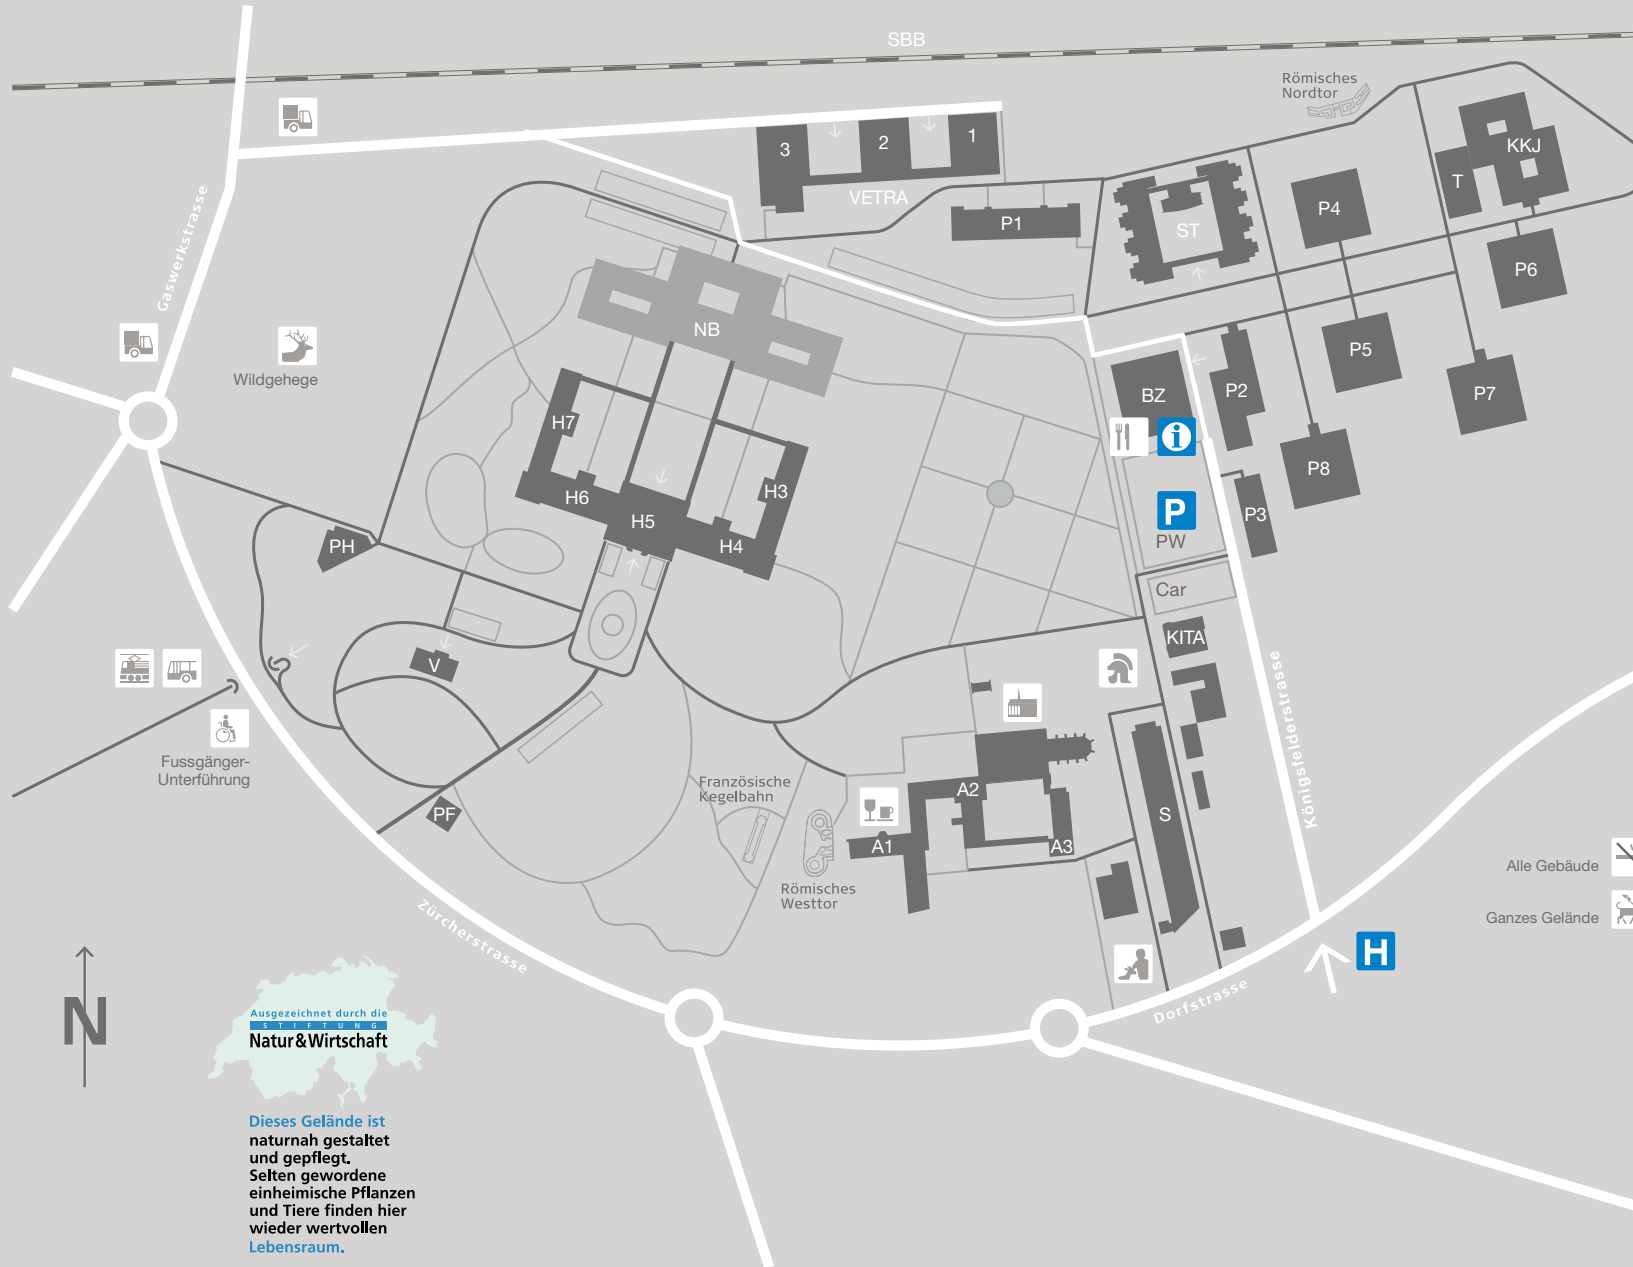 SBB
Römisches
Nordtor
3
2
1
KKJ
T
VETRA
P1
ST
P4
P6
Gaswerkstrasse
NB
P5
Wildgehege
BZ
P2
P7
H7
H3
P8
H6
H5
H4
P
PW
P3
PH
Car
KITA
V
Königsfelderstrasse
Fussgänger-
Unterführung
Französische
Kegelbahn
A2
PF
A1
A3
S
Römisches
Westtor
Alle Gebäude
Ganzes Gelände
Zürcherstrasse
H
Dorfstrasse
N
Ausgezeichnet durch die
STIFTUNG
Natur&Wirtschaft
Dieses Gelände ist
naturnah gestaltet
und gepflegt.
Selten gewordene
einheimische Pflanzen
und Tiere finden hier
wieder wertvollen
Lebensraum.